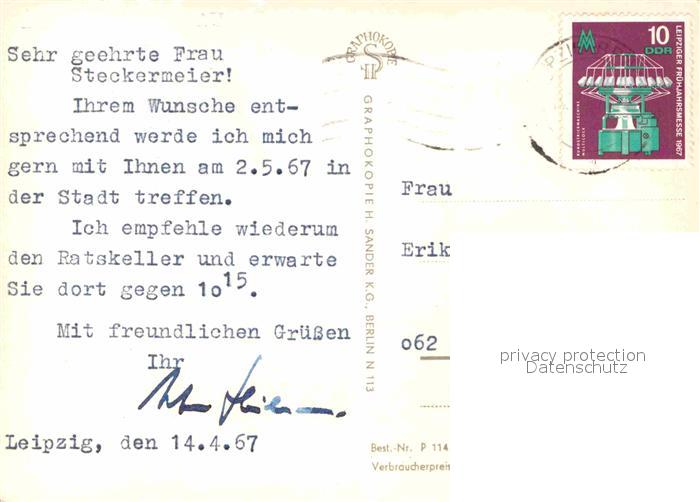 Sehr geehrte Frau
Steckermeier!
Ihrem Wunsche ent-
sprechend werde ich mich
gern mit Ihnen am 2.5.67 in
der Stadt treffen.
Ich empfehle wiederum
den Ratskeller und erwarte
Sie dort gegen 10 15.
Mit freundlichen Grüßen
Ihr
Leipzig, den 14.4.67
GRAPHOKOPIE
GRAPHOKOPIE H. SANDER K.G., BERLIN N 113
10
DDR
LEIPZIGER FRÜHJAHRSMESSE 1967
RUNDSTRICKMASCHINE
MULTILOCK
Frau
Erik
o62
privacy protection
Datenschutz
Best.-Nr. P 114
Verbraucherpreis